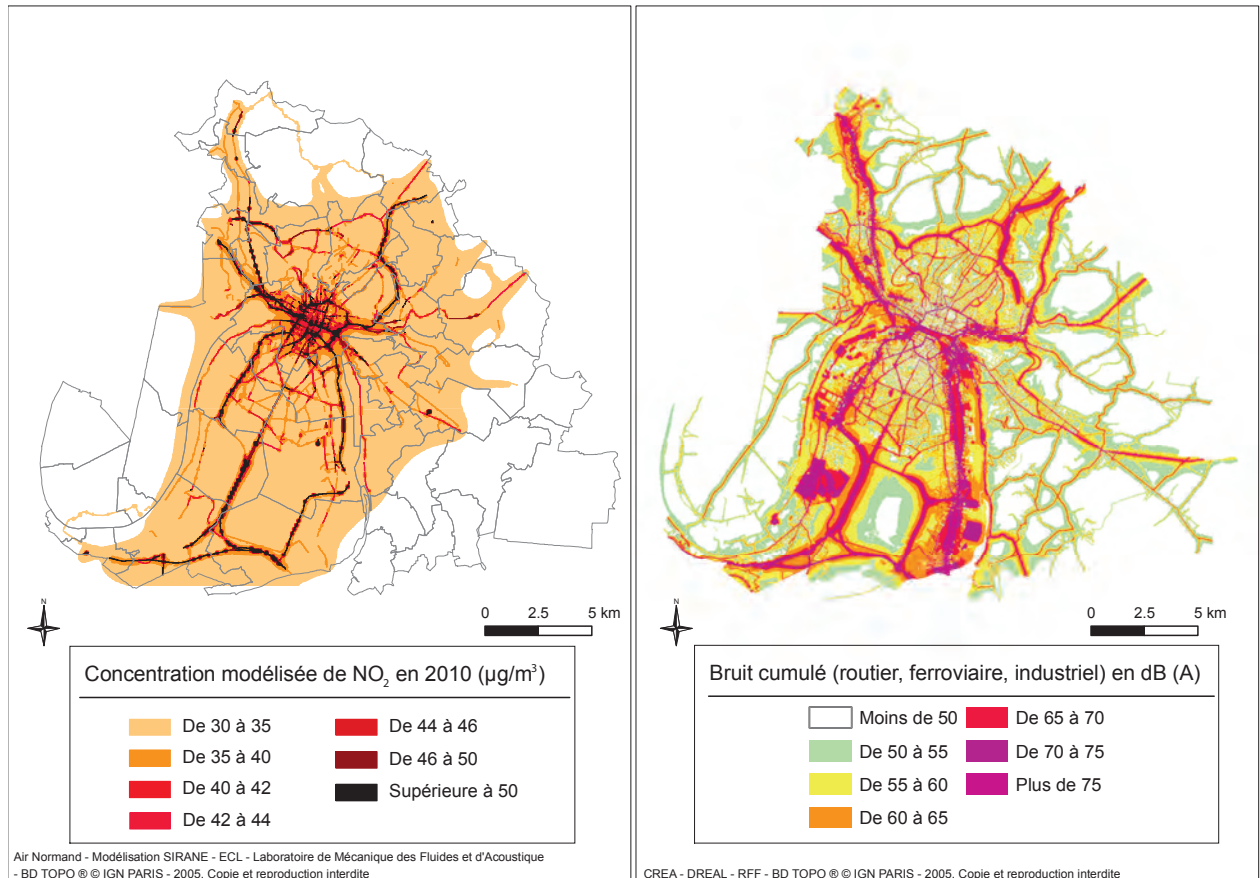 N
0 2.5 5 km
Concentration modélisée de NO₂ en 2010 (µg/m³)
De 30 à 35
De 35 à 40
De 40 à 42
De 42 à 44
De 44 à 46
De 46 à 50
Supérieure à 50
Air Normand - Modélisation SIRANE - ECL - Laboratoire de Mécanique des Fluides et d'Acoustique
- BD TOPO ® © IGN PARIS - 2005. Copie et reproduction interdite
N
0 2.5 5 km
Bruit cumulé (routier, ferroviaire, industriel) en dB (A)
Moins de 50
De 50 à 55
De 55 à 60
De 60 à 65
De 65 à 70
De 70 à 75
Plus de 75
CREA - DREAL - RFF - BD TOPO ® © IGN PARIS - 2005. Copie et reproduction interdite